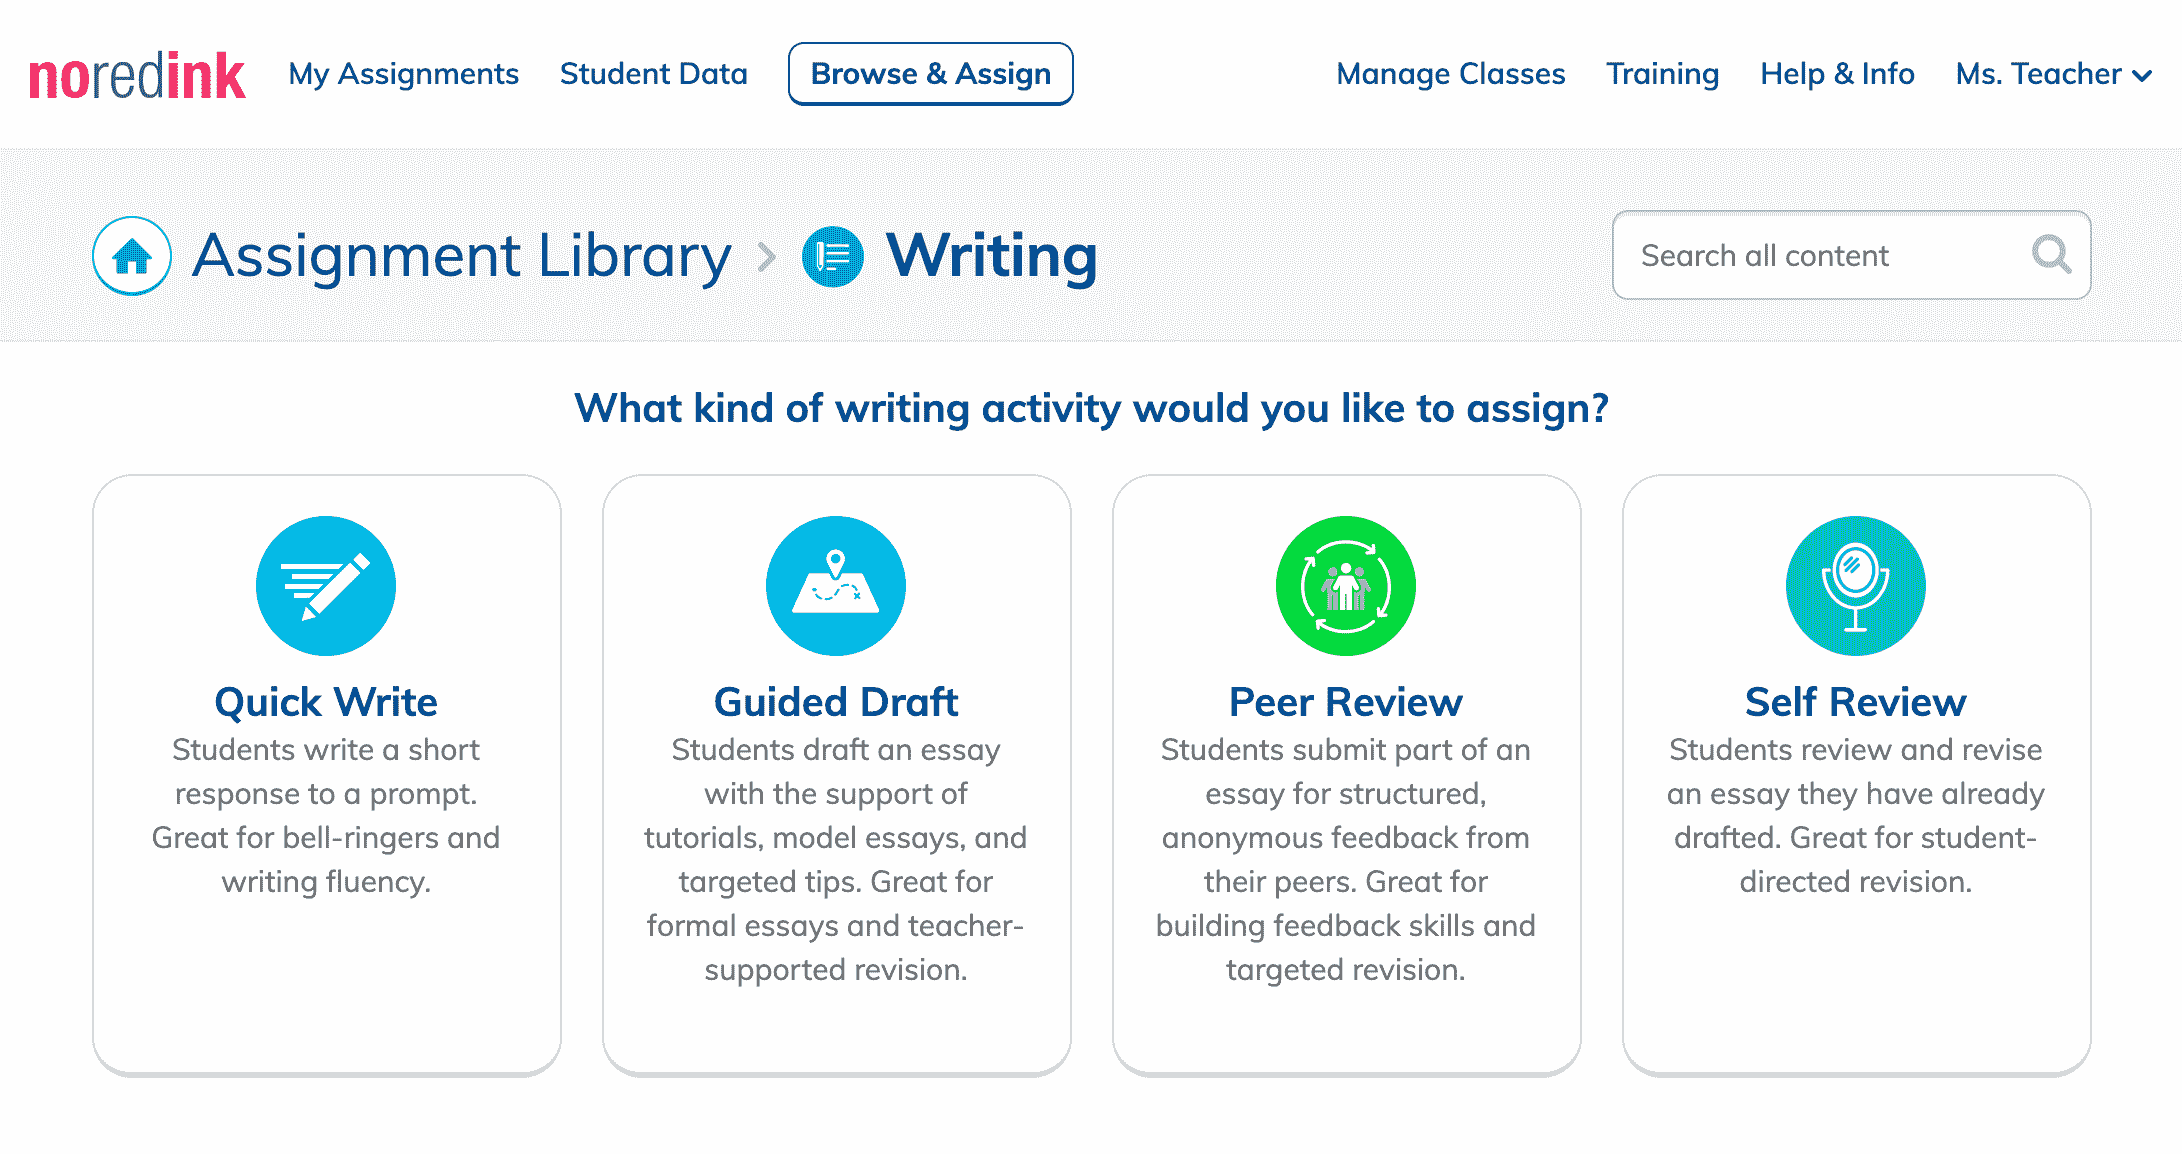 noredink My Assignments Student Data Browse & Assign Manage Classes Training Help & Info Ms. Teacher
Assignment Library Writing Search all content
What kind of writing activity would you like to assign?
Quick Write
Students write a short
response to a prompt.
Great for bell-ringers and
writing fluency.
Guided Draft
Students draft an essay
with the support of
tutorials, model essays, and
targeted tips. Great for
formal essays and teacher-
supported revision.
Peer Review
Students submit part of an
essay for structured,
anonymous feedback from
their peers. Great for
building feedback skills and
targeted revision.
Self Review
Students review and revise
an essay they have already
drafted. Great for student-
directed revision.